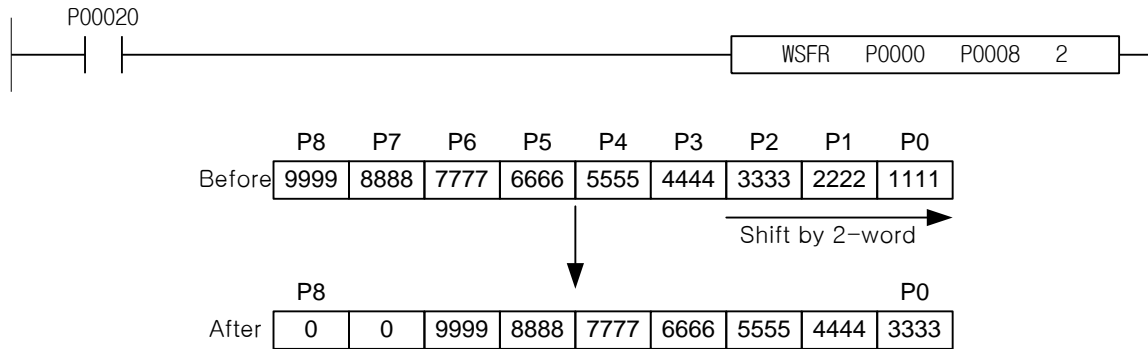 P00020
WSFR P0000 P0008 2
P8 P7 P6 P5 P4 P3 P2 P1 P0
Before 9999 8888 7777 6666 5555 4444 3333 2222 1111
Shift by 2-word
P8 P0
After 0 0 9999 8888 7777 6666 5555 4444 3333